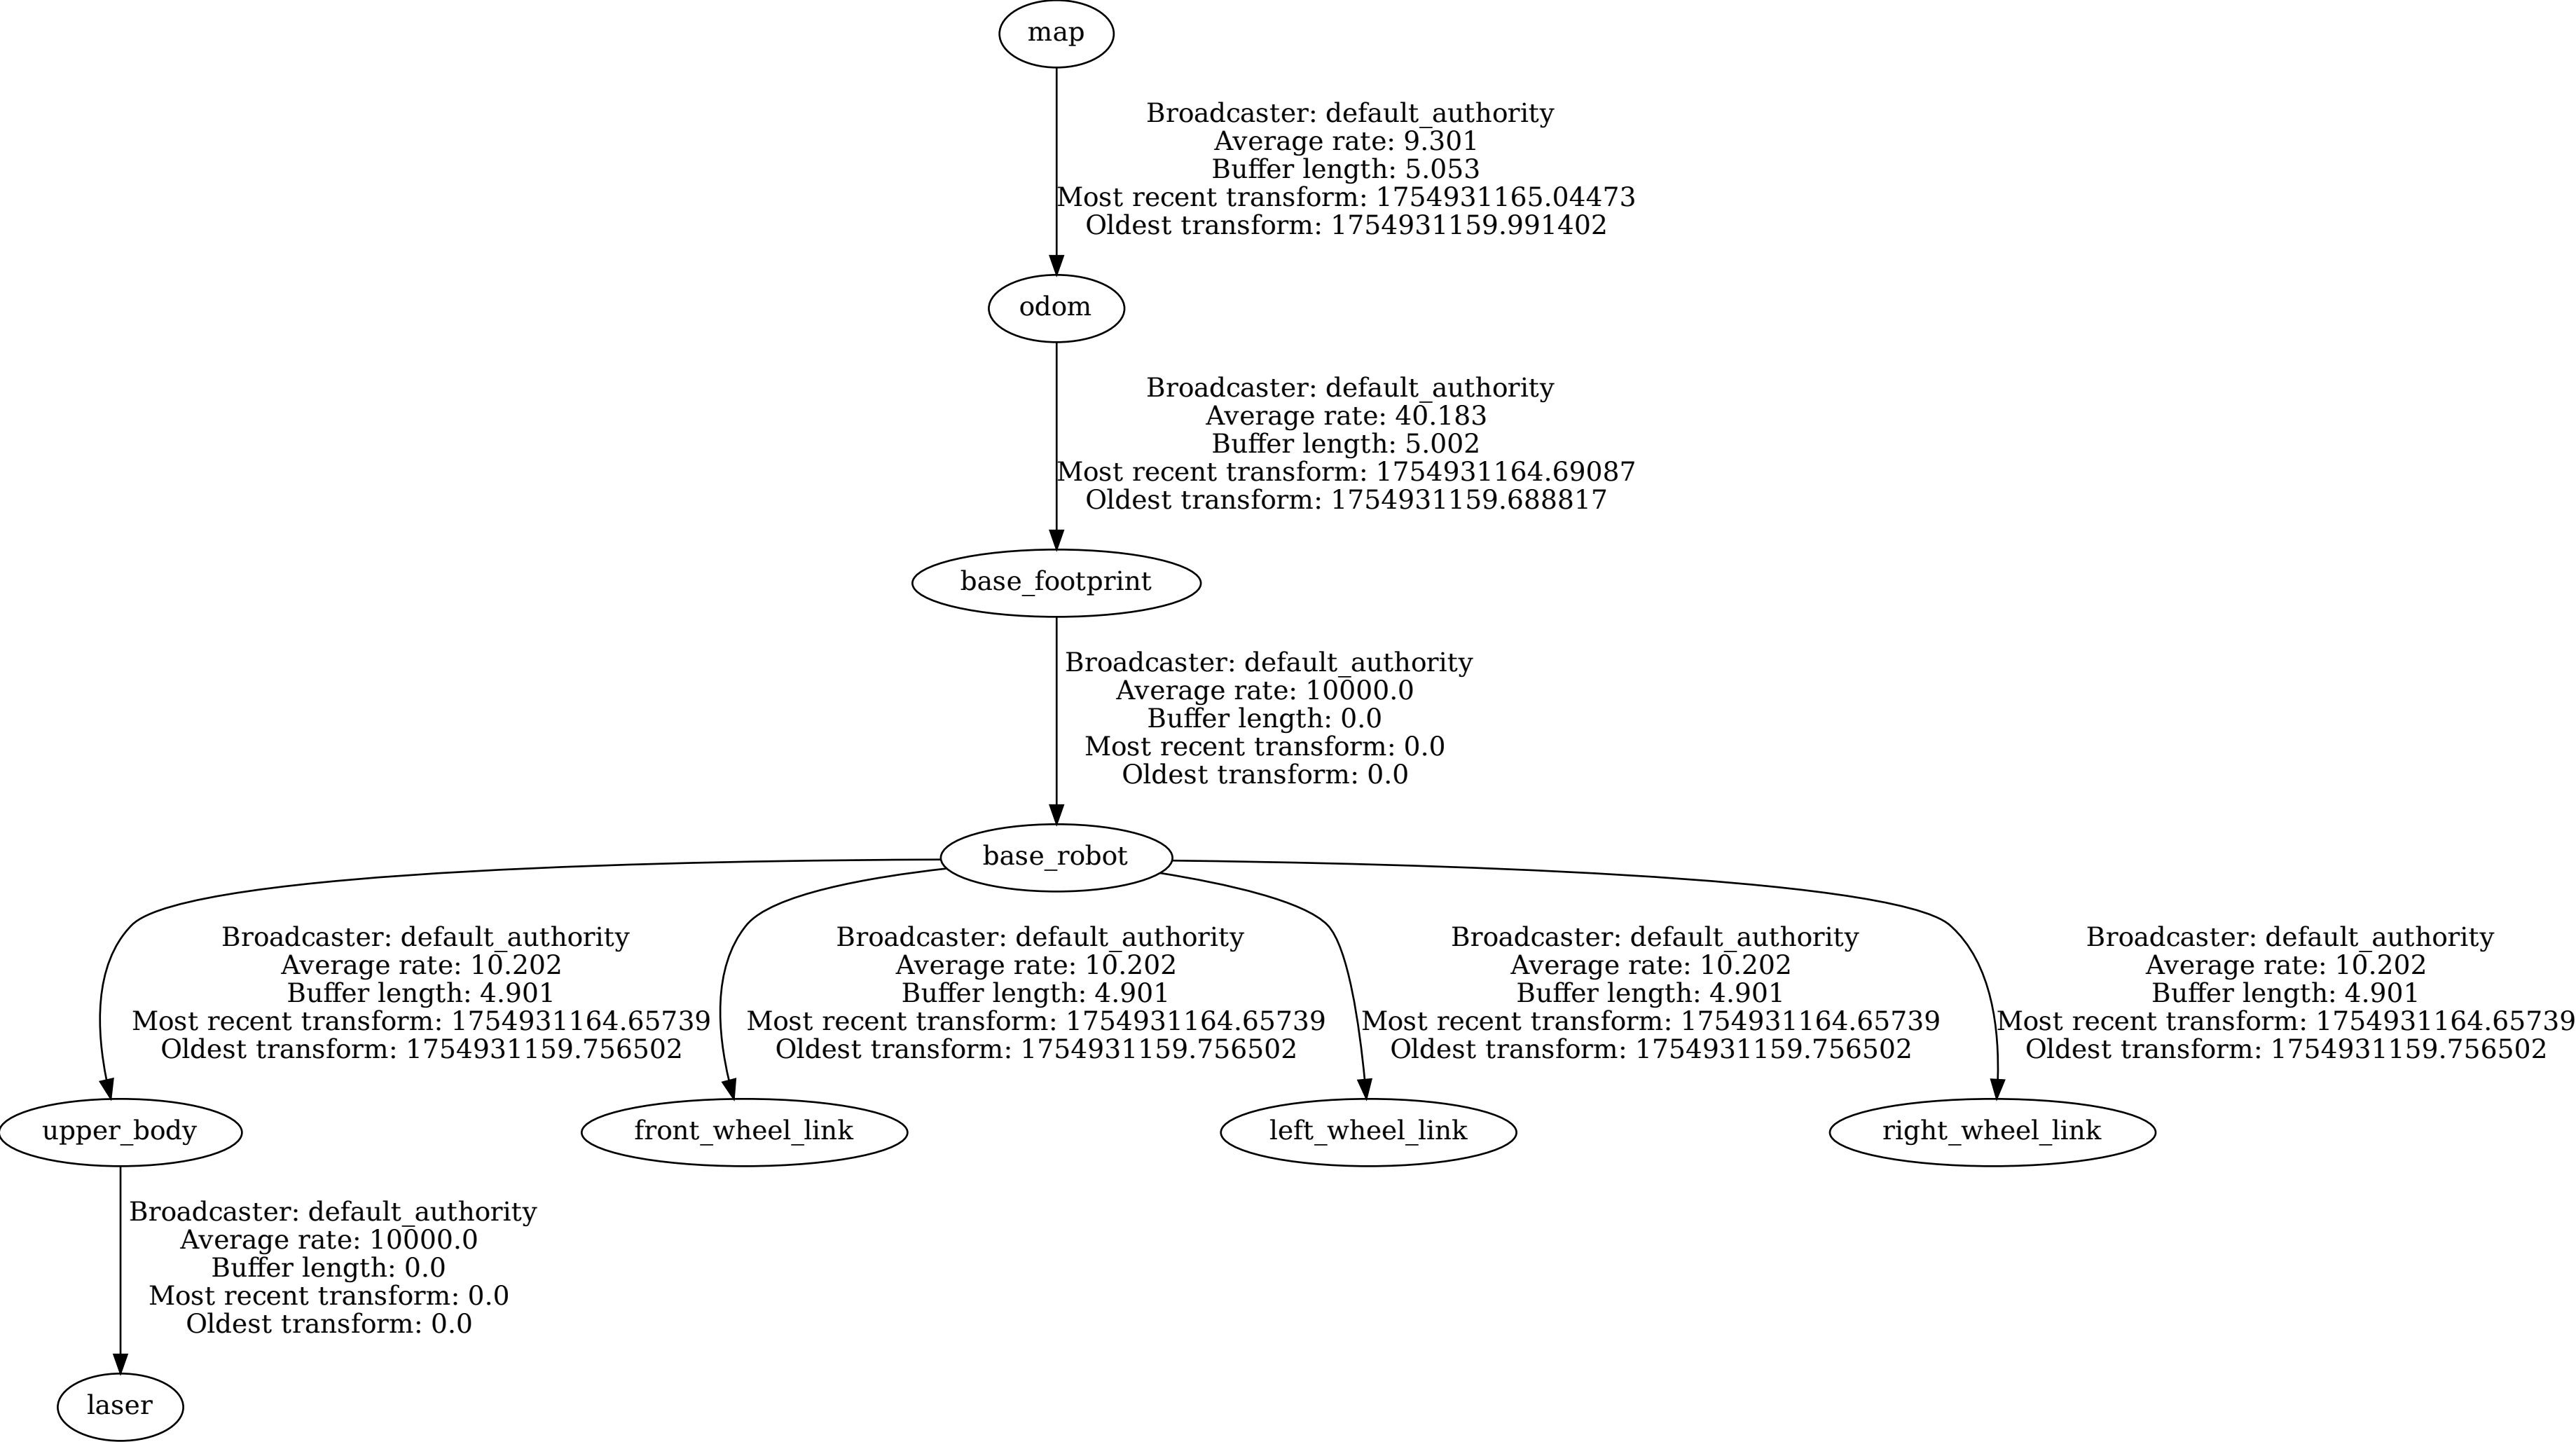 map
Broadcaster: default_authority
Average rate: 9.301
Buffer length: 5.053
Most recent transform: 1754931165.04473
Oldest transform: 1754931159.991402
odom
Broadcaster: default_authority
Average rate: 40.183
Buffer length: 5.002
Most recent transform: 1754931164.69087
Oldest transform: 1754931159.688817
base_footprint
Broadcaster: default_authority
Average rate: 10000.0
Buffer length: 0.0
Most recent transform: 0.0
Oldest transform: 0.0
base_robot
Broadcaster: default_authority
Average rate: 10.202
Buffer length: 4.901
Most recent transform: 1754931164.65739
Oldest transform: 1754931159.756502
Broadcaster: default_authority
Average rate: 10.202
Buffer length: 4.901
Most recent transform: 1754931164.65739
Oldest transform: 1754931159.756502
Broadcaster: default_authority
Average rate: 10.202
Buffer length: 4.901
Most recent transform: 1754931164.65739
Oldest transform: 1754931159.756502
Broadcaster: default_authority
Average rate: 10.202
Buffer length: 4.901
Most recent transform: 1754931164.65739
Oldest transform: 1754931159.756502
upper_body
front_wheel_link
left_wheel_link
right_wheel_link
Broadcaster: default_authority
Average rate: 10000.0
Buffer length: 0.0
Most recent transform: 0.0
Oldest transform: 0.0
laser